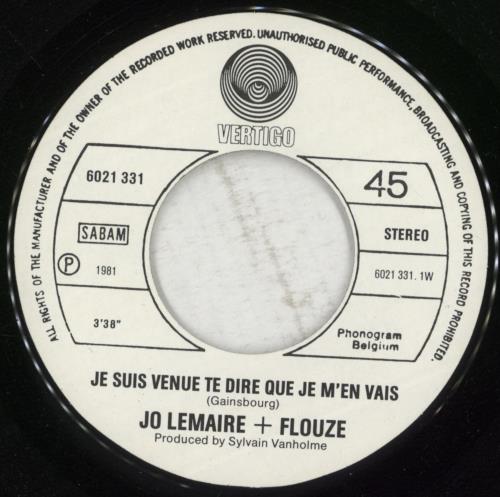 ALL RIGHTS OF THE MANUFACTURER AND OF THE OWNER OF THE RECORDED WORK RESERVED. UNAUTHORISED PUBLIC PERFORMANCE, BROADCASTING AND COPYING OF THIS RECORD PROHIBITED.
VERTIGO
6021 331
45
SABAM
STEREO
P 1981
6021 331.1W
3'38"
Phonogram
Belgium
JE SUIS VENUE TE DIRE QUE JE M'EN VAIS
(Gainsbourg)
JO LEMAIRE + FLOUZE
Produced by Sylvain Vanholme